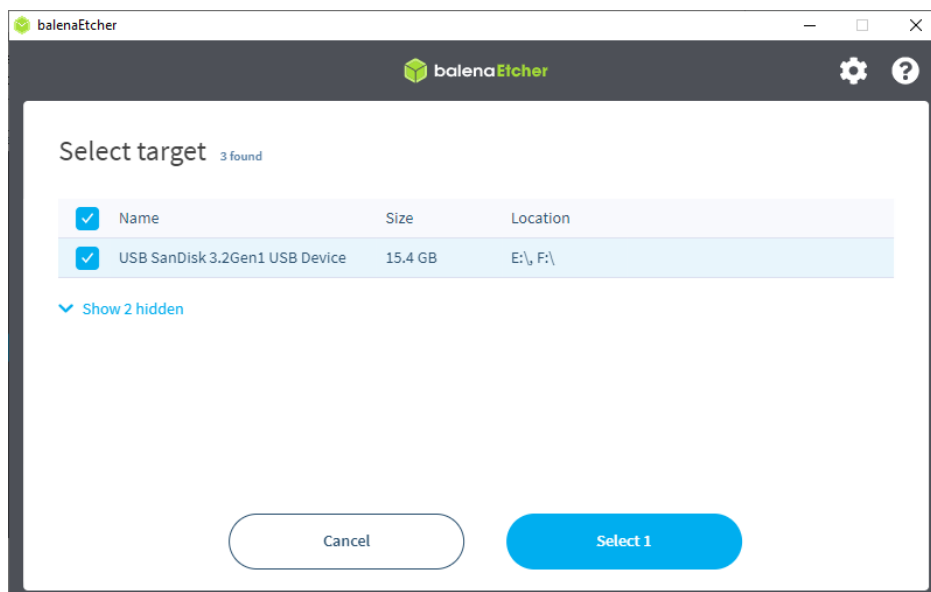 balenaEtcher
balenaEtcher
Select target 3 found
Name Size Location
USB SanDisk 3.2Gen1 USB Device 15.4 GB E:\, F:\
Show 2 hidden
Cancel Select 1